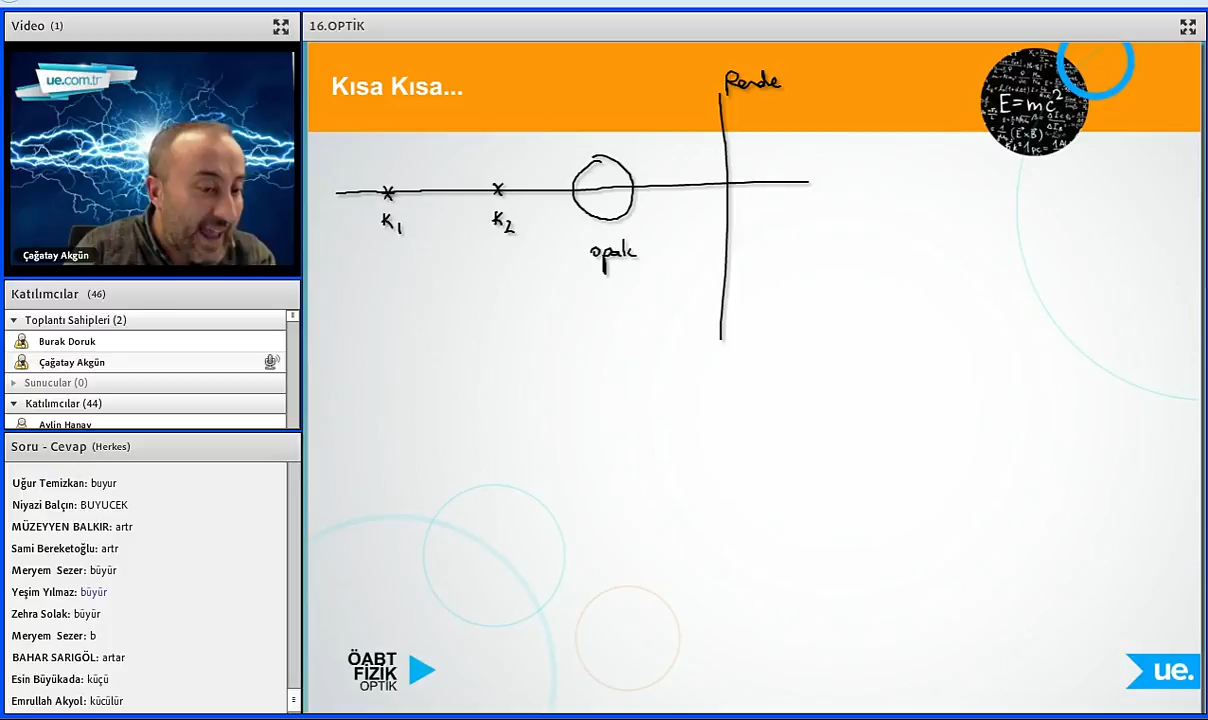 Video (1)
ue.com.tr
Çağatay Akgün
Katılımcılar (46)
Toplantı Sahipleri (2)
Burak Doruk
Çağatay Akgün
Sunucular (0)
Katılımcılar (44)
Aylin Hanay
Soru - Cevap (Herkes)
Uğur Temizkan: buyur
Niyazi Balçın: BUYUCEK
MÜZEYYEN BALKIR: artr
Sami Bereketoğlu: artr
Meryem Sezer: büyür
Yeşim Yılmaz: büyür
Zehra Solak: büyür
Meryem Sezer: b
BAHAR SARIGÖL: artar
Esin Büyükada: küçü
Emrullah Akyol: kücülür
16.OPTİK
Kısa Kısa...
Perde
E=mc²
K1
K2
opak
ÖABT
FİZİK
OPTİK
ue.